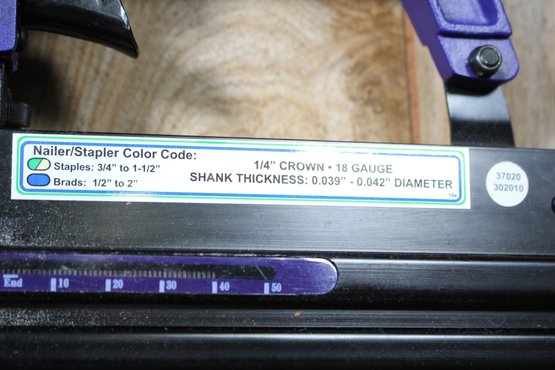 Nailer/Stapler Color Code:
Staples: 3/4" to 1-1/2"
Brads: 1/2" to 2"
1/4" CROWN • 18 GAUGE
SHANK THICKNESS: 0.039" - 0.042" DIAMETER
37020
302010
End 10 20 30 40 50